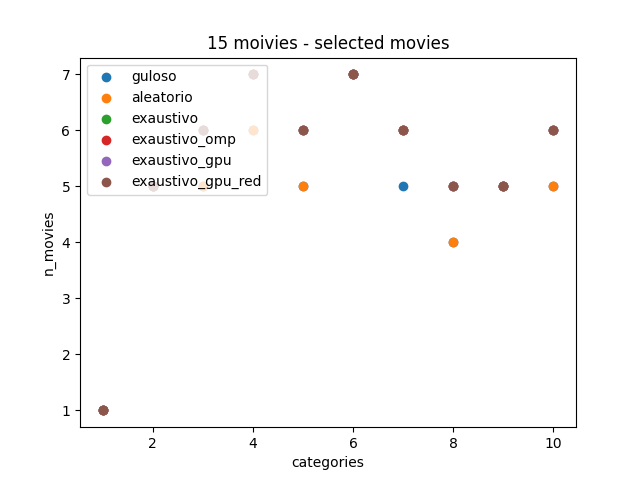 15 moivies - selected movies
guloso
aleatorio
exaustivo
exaustivo_omp
exaustivo_gpu
exaustivo_gpu_red
n_movies
7
6
5
4
3
2
1
2 4 6 8 10
categories